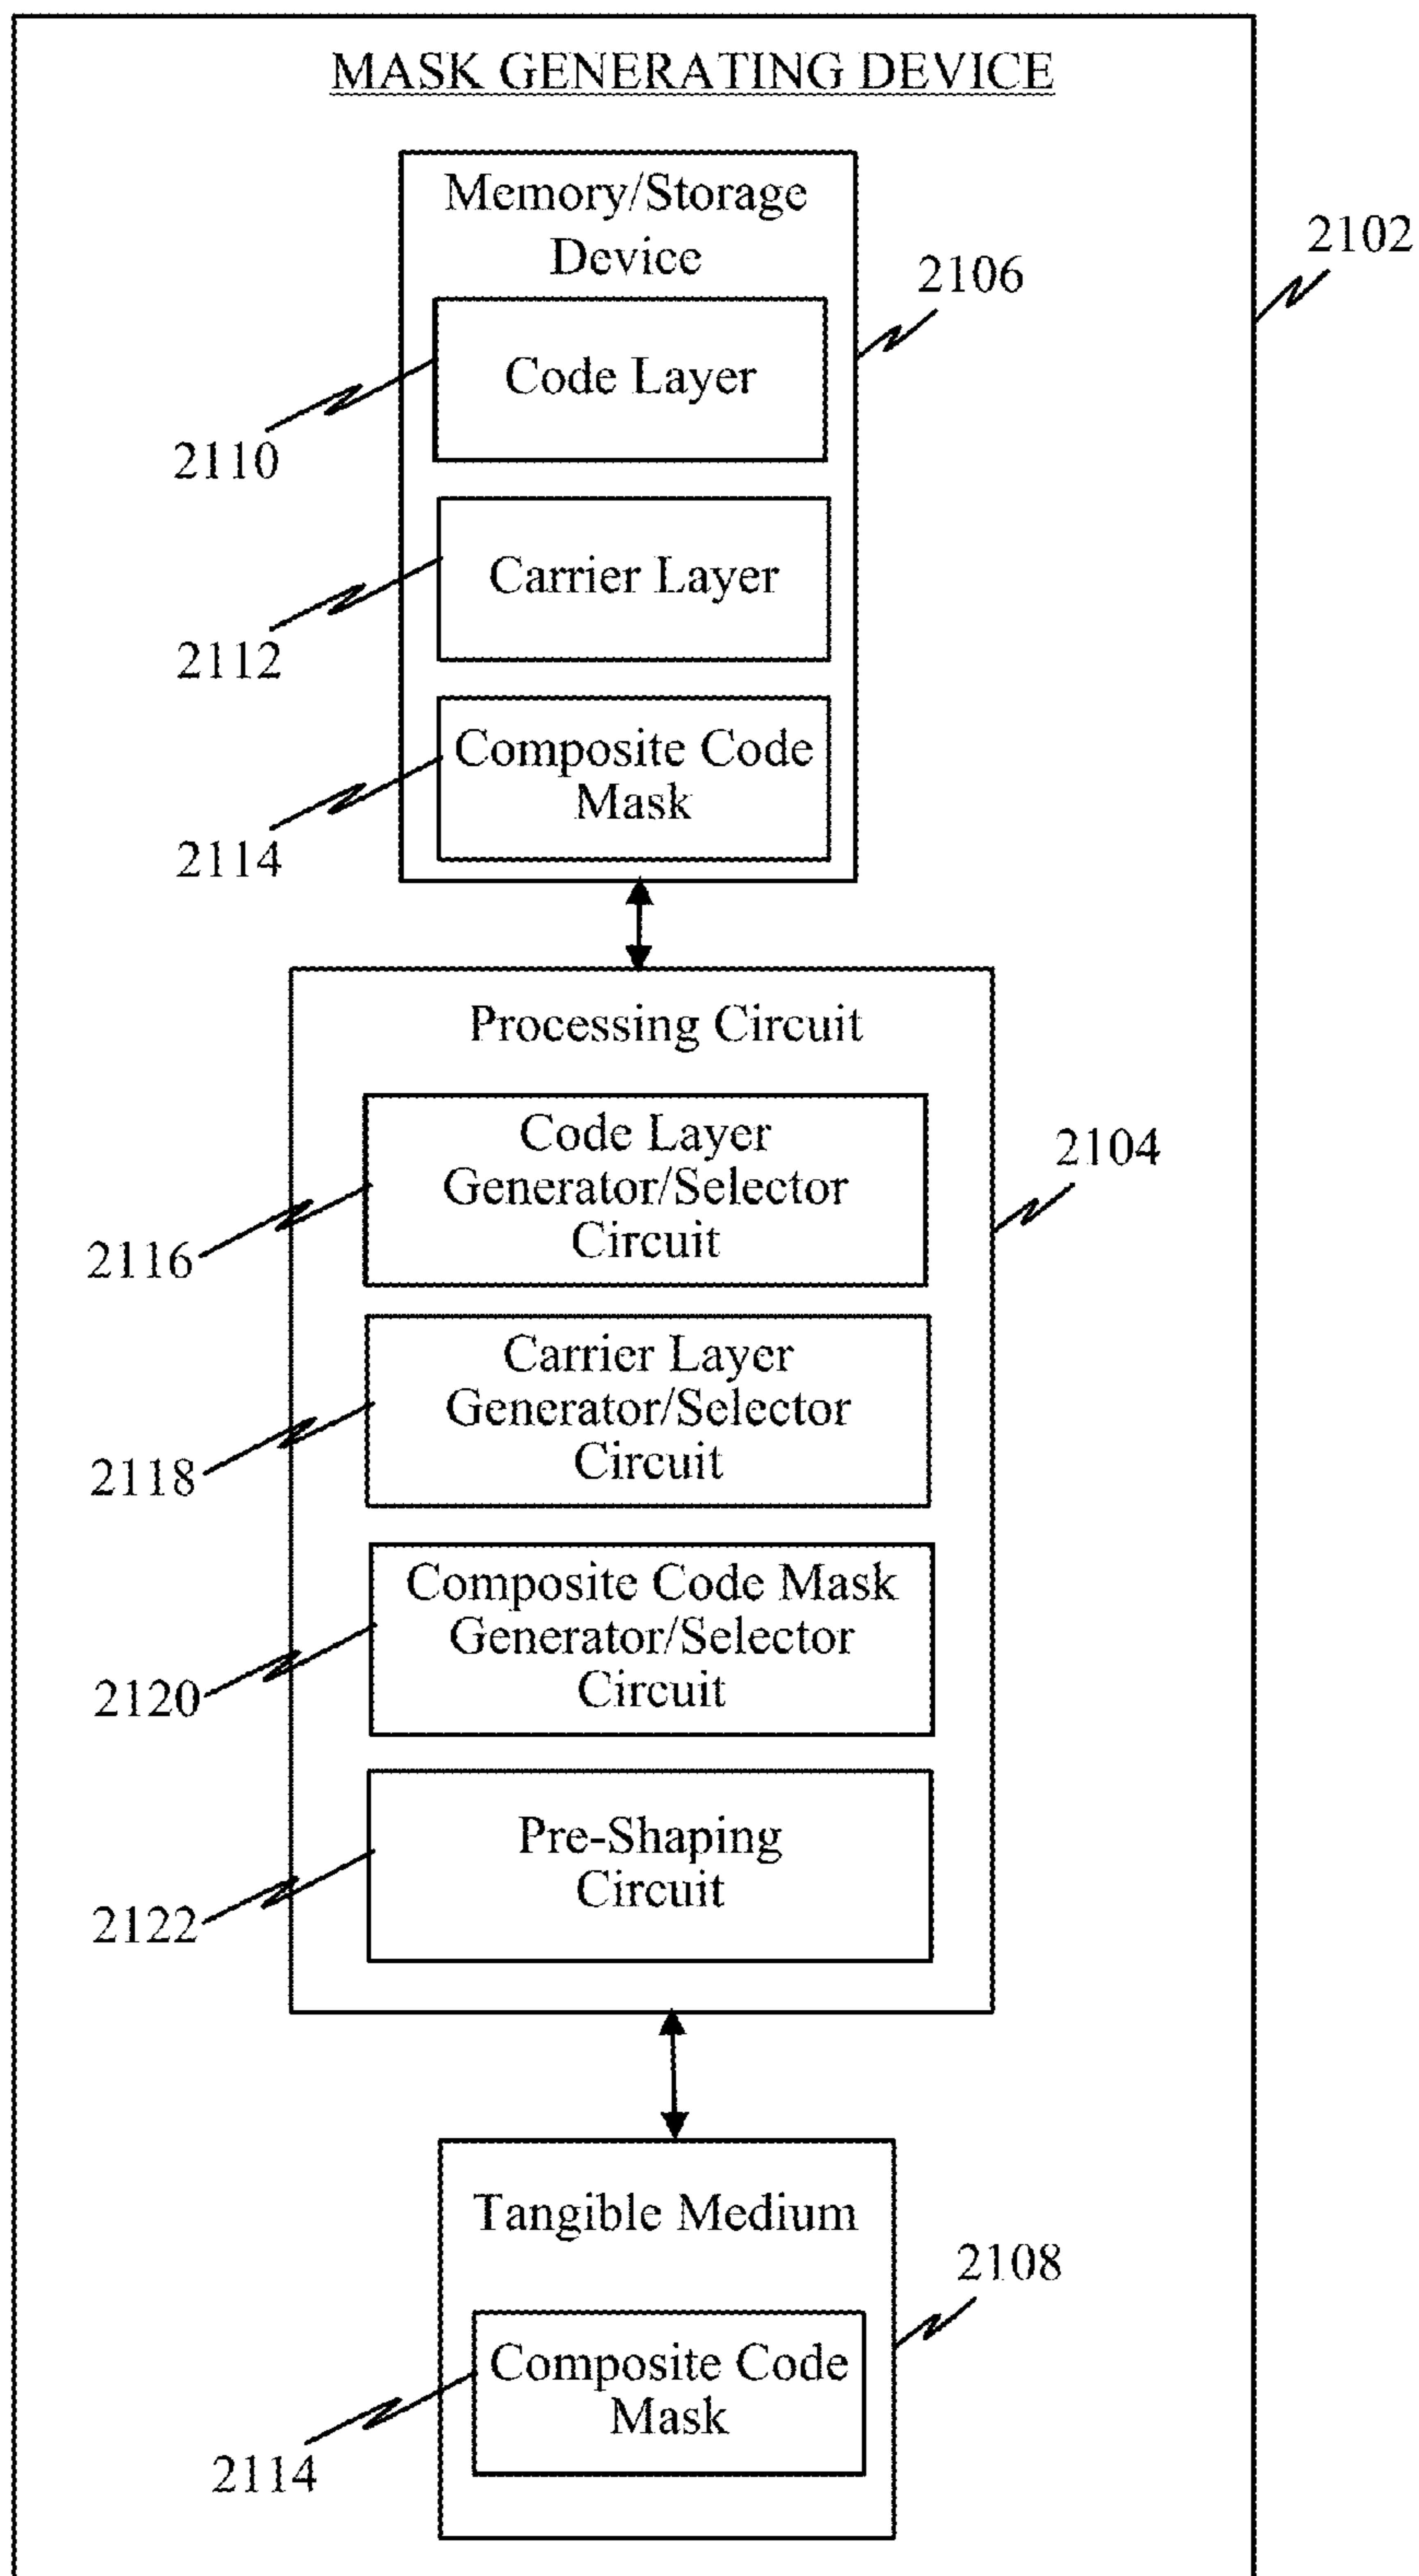 MASK GENERATING DEVICE
Memory/Storage
Device
2102
2106
Code Layer
2110
Carrier Layer
2112
Composite Code
Mask
2114
Processing Circuit
Code Layer
Generator/Selector
Circuit
2104
2116
Carrier Layer
Generator/Selector
Circuit
2118
Composite Code Mask
Generator/Selector
Circuit
2120
Pre-Shaping
Circuit
2122
Tangible Medium
2108
Composite Code
Mask
2114